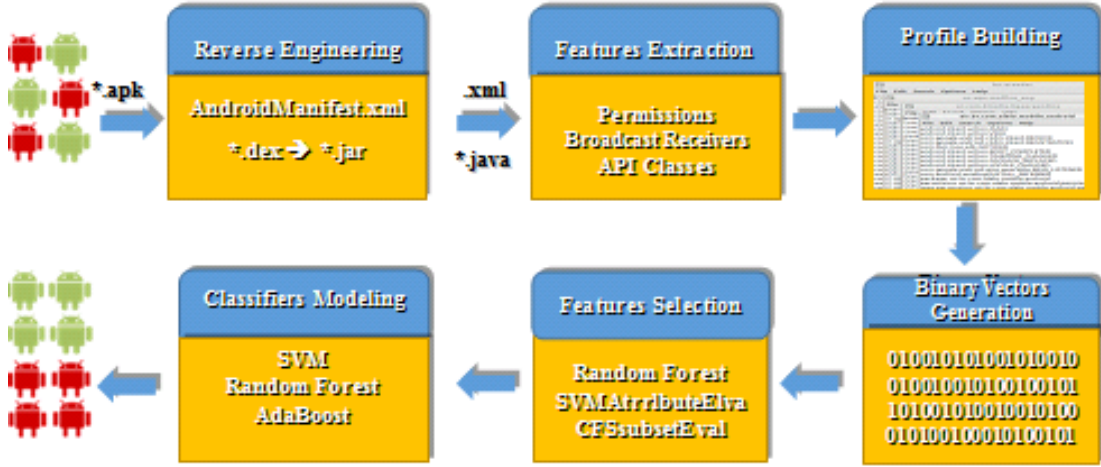 Reverse Engineering
Features Extraction
Profile Building
*.apk
AndroidManifest.xml
*.dex → *.jar
.xml
*.java
Permissions
Broadcast Receivers
API Classes
Classifiers Modeling
Features Selection
Binary Vectors
Generation
SVM
Random Forest
AdaBoost
Random Forest
SVMAtrrlbuteElva
CFSsubsetEval
010010101001010010
010010010100100101
101001010010010100
010100100010100101